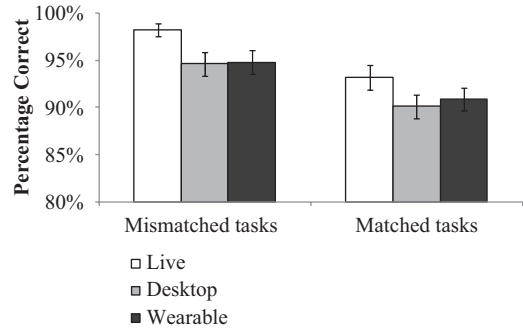 Percentage Correct
100%
95%
90%
85%
80%
Mismatched tasks
Matched tasks
Live
Desktop
Wearable